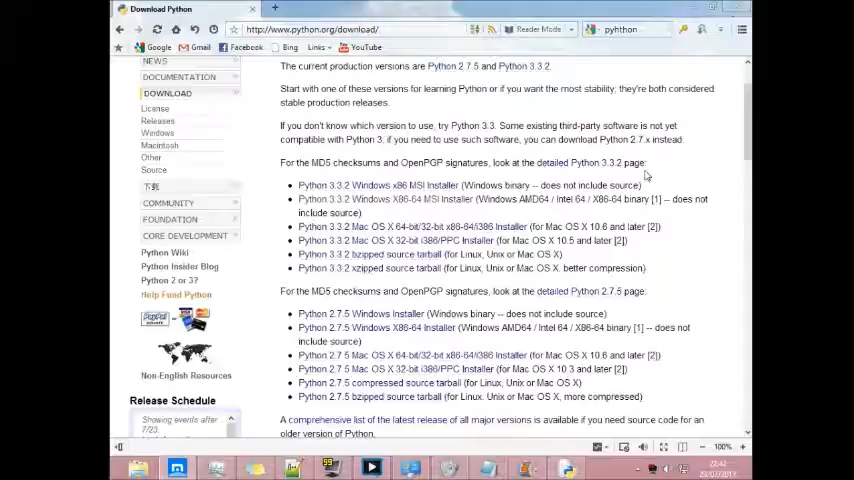 Download Python
http://www.python.org/download/
Reader Mode
pyhthon
Google
Gmail
Facebook
Bing
Links
YouTube
NEWS
DOCUMENTATION
DOWNLOAD
License
Releases
Windows
Macintosh
Other
Source
下载
COMMUNITY
FOUNDATION
CORE DEVELOPMENT
Python Wiki
Python Insider Blog
Python 2 or 3?
Help Fund Python
PayPal
or
VISA
Non-English Resources
Release Schedule
Showing events after
7/23.
The current production versions are Python 2.7.5 and Python 3.3.2.
Start with one of these versions for learning Python or if you want the most stability; they're both considered
stable production releases.
If you don't know which version to use, try Python 3.3. Some existing third-party software is not yet
compatible with Python 3; if you need to use such software, you can download Python 2.7.x instead.
For the MD5 checksums and OpenPGP signatures, look at the detailed Python 3.3.2 page:
Python 3.3.2 Windows x86 MSI Installer (Windows binary -- does not include source)
Python 3.3.2 Windows X86-64 MSI Installer (Windows AMD64 / Intel 64 / X86-64 binary [1] -- does not
include source)
Python 3.3.2 Mac OS X 64-bit/32-bit x86-64/i386 Installer (for Mac OS X 10.6 and later [2])
Python 3.3.2 Mac OS X 32-bit i386/PPC Installer (for Mac OS X 10.5 and later [2])
Python 3.3.2 bzipped source tarball (for Linux, Unix or Mac OS X)
Python 3.3.2 xzipped source tarball (for Linux, Unix or Mac OS X, better compression)
For the MD5 checksums and OpenPGP signatures, look at the detailed Python 2.7.5 page:
Python 2.7.5 Windows Installer (Windows binary -- does not include source)
Python 2.7.5 Windows X86-64 Installer (Windows AMD64 / Intel 64 / X86-64 binary [1] -- does not
include source)
Python 2.7.5 Mac OS X 64-bit/32-bit x86-64/i386 Installer (for Mac OS X 10.6 and later [2])
Python 2.7.5 Mac OS X 32-bit i386/PPC Installer (for Mac OS X 10.3 and later [2])
Python 2.7.5 compressed source tarball (for Linux, Unix or Mac OS X)
Python 2.7.5 bzipped source tarball (for Linux, Unix or Mac OS X, more compressed)
A comprehensive list of the latest release of all major versions is available if you need source code for an
older version of Python.
100%
99
22:42
23/07/2013